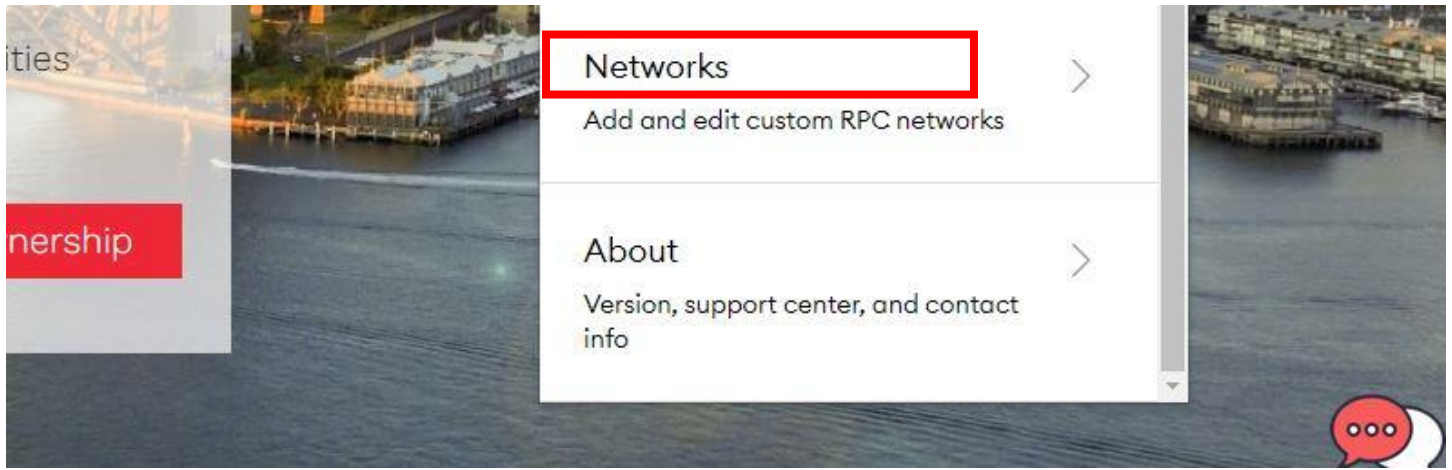 ities
nership
Networks
Add and edit custom RPC networks
About
Version, support center, and contact
info